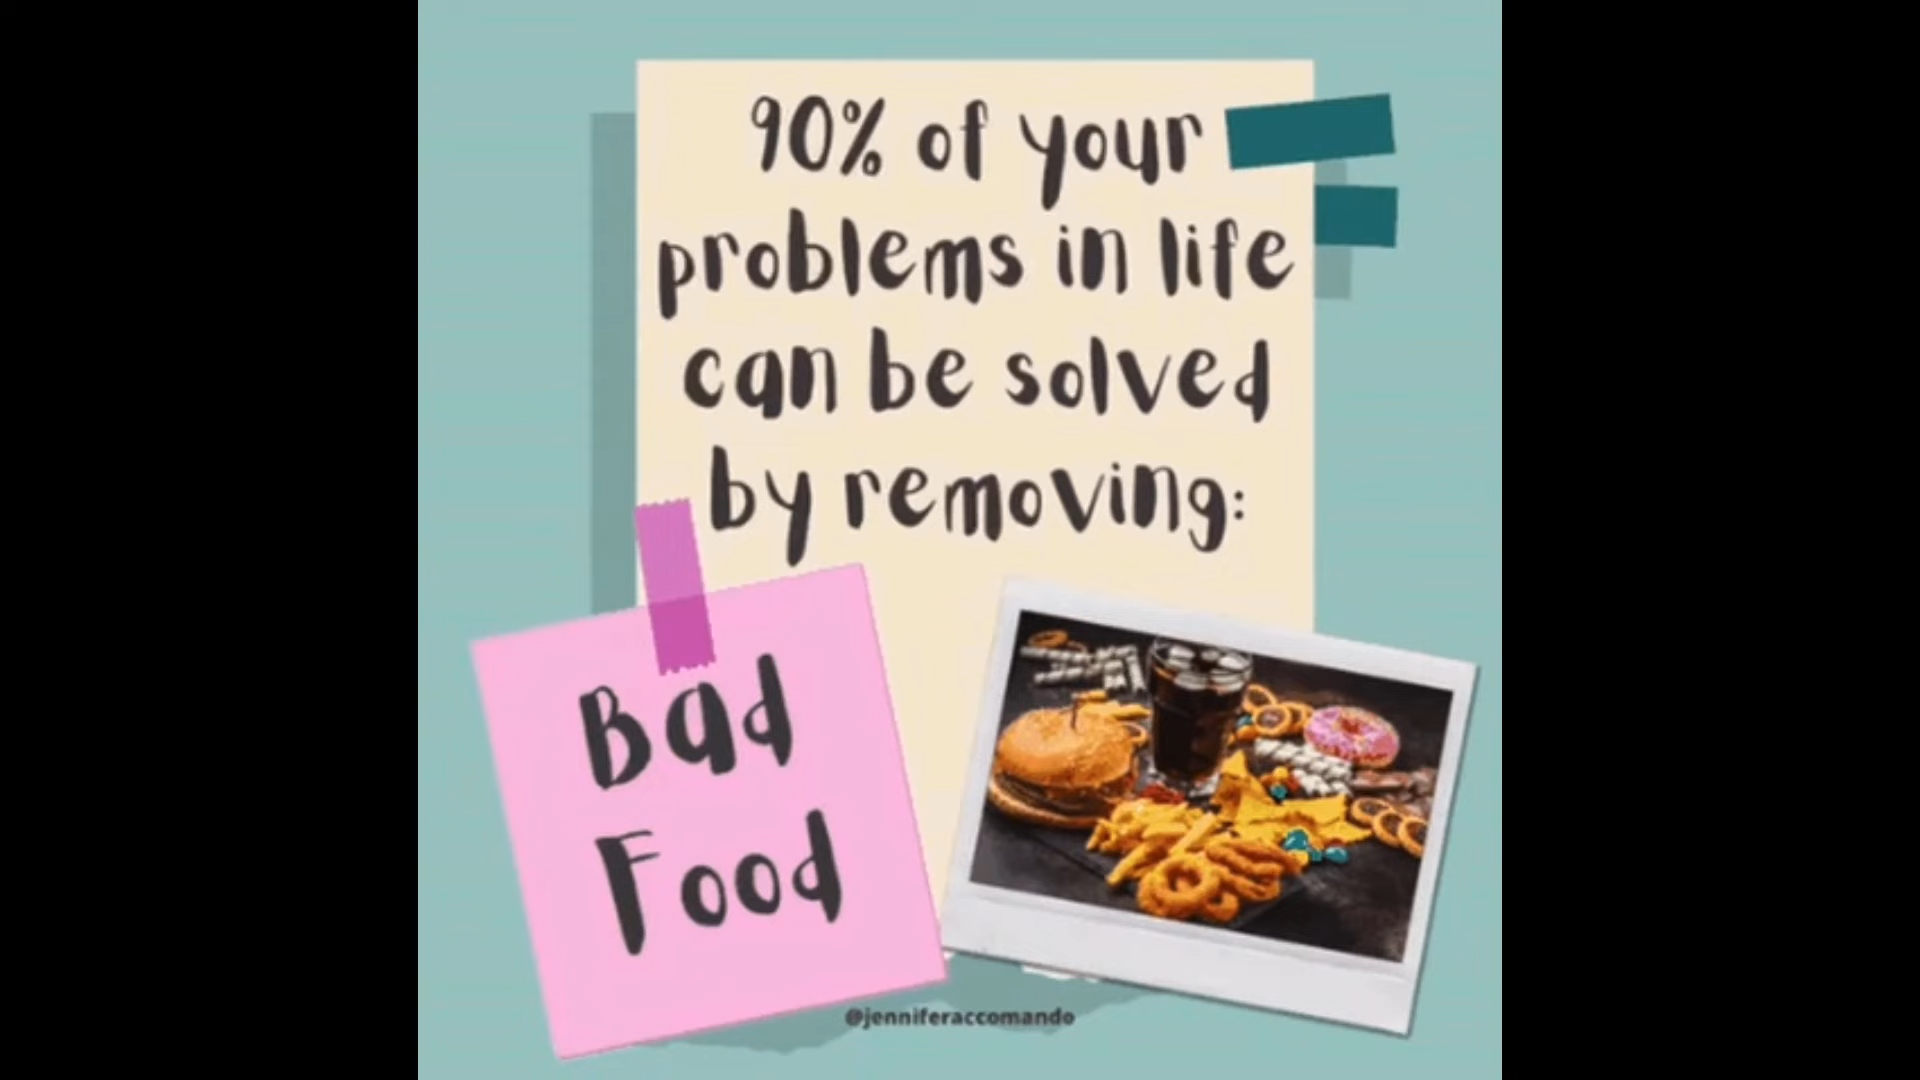 90% of your
problems in life
can be solved
by removing:
Bad
Food
@jenniferaccomando